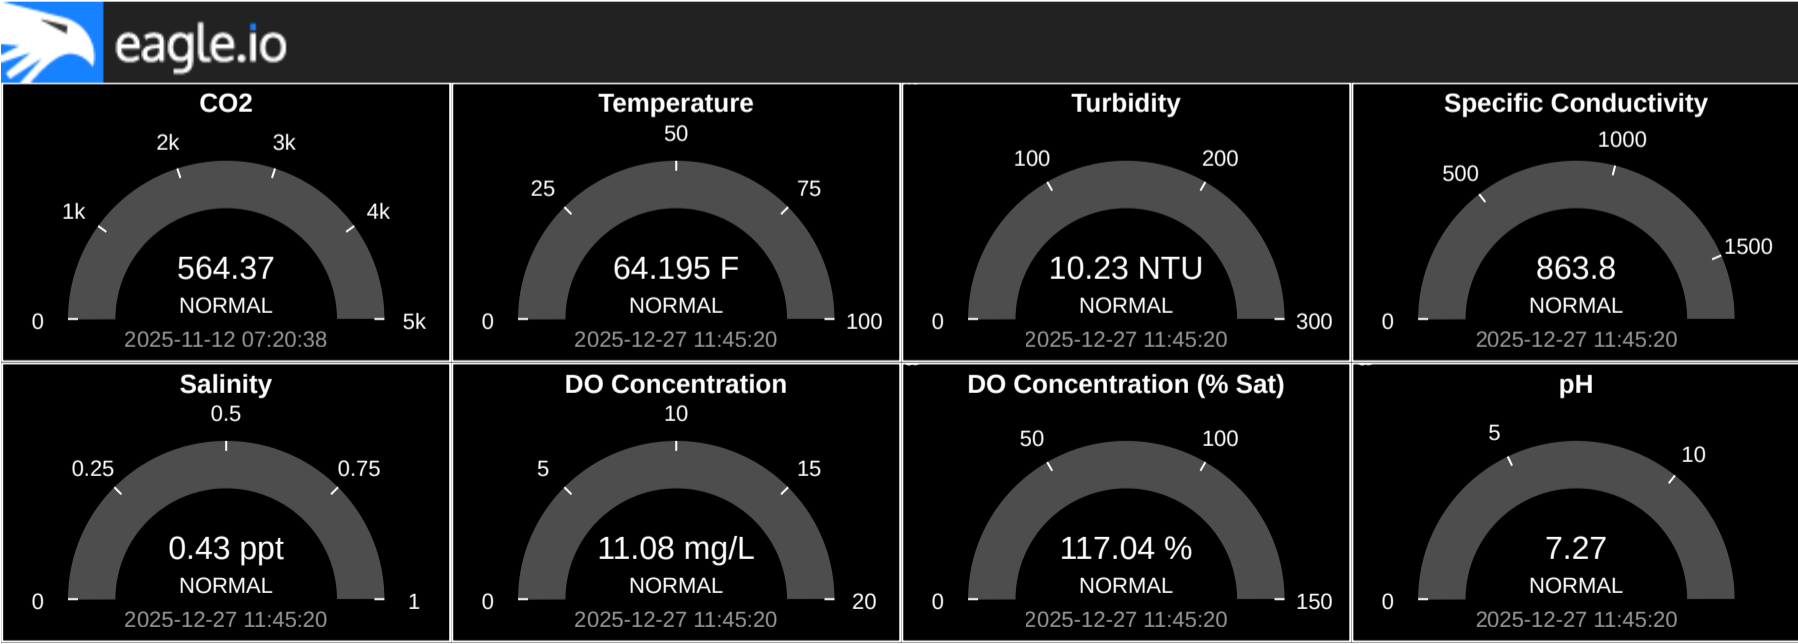 eagle.io
CO2
0
1k
2k
3k
4k
5k
564.37
NORMAL
2025-11-12 07:20:38
Temperature
0
25
50
75
100
64.195 F
NORMAL
2025-12-27 11:45:20
Turbidity
0
100
200
300
10.23 NTU
NORMAL
2025-12-27 11:45:20
Specific Conductivity
0
500
1000
1500
863.8
NORMAL
2025-12-27 11:45:20
Salinity
0
0.25
0.5
0.75
1
0.43 ppt
NORMAL
2025-12-27 11:45:20
DO Concentration
0
5
10
15
20
11.08 mg/L
NORMAL
2025-12-27 11:45:20
DO Concentration (% Sat)
0
50
100
150
117.04 %
NORMAL
2025-12-27 11:45:20
pH
0
5
10
7.27
NORMAL
2025-12-27 11:45:20